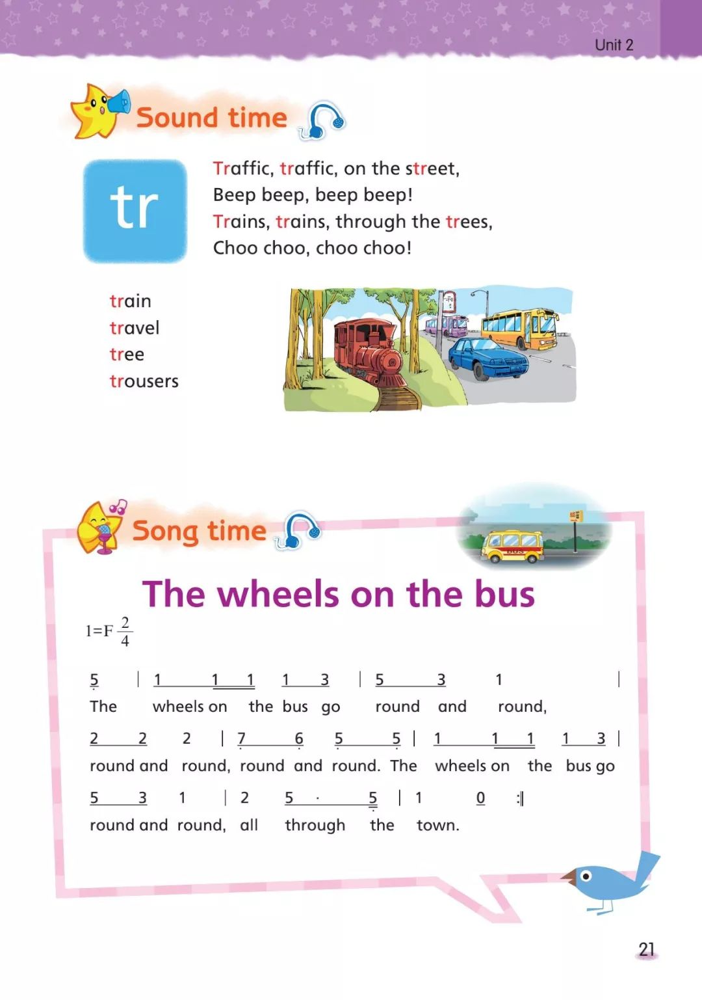 Unit 2
Sound time
tr
Traffic, traffic, on the street,
Beep beep, beep beep!
Trains, trains, through the trees,
Choo choo, choo choo!
train
travel
tree
trousers
Song time
BUS
The wheels on the bus
1=F 2/4
5 | 1 1 1 1 3 | 5 3 1 |
The wheels on the bus go round and round,
2 2 2 | 7 6 5 5 | 1 1 1 1 3 |
round and round, round and round. The wheels on the bus go
5 3 1 | 2 5 · 5 | 1 0 :‖
round and round, all through the town.
21